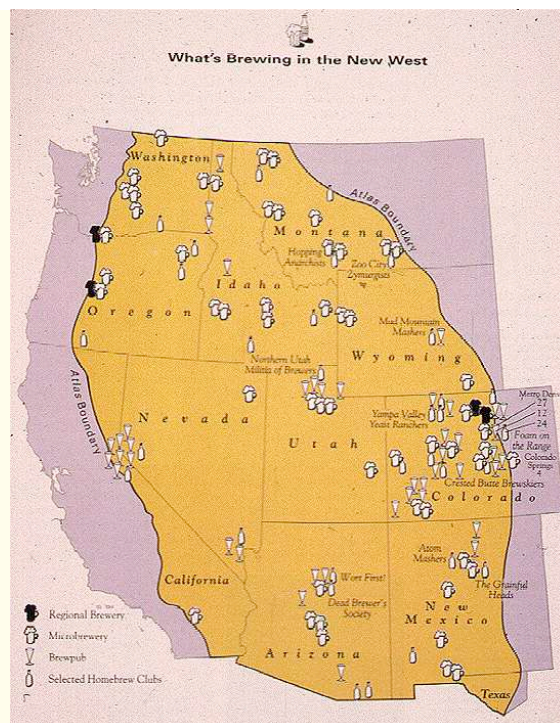 What's Brewing in the New West
Washington
Atlas Boundary
Montana
Hopping
Anarchists
Zoo City
Zymurgists
Idaho
Oregon
Mud Mountain
Mashers
Wyoming
Northern Utah
Militia of Brewers
Atlas Boundary
Nevada
Utah
Yampa Valley
Yeast Ranchers
Metro Denver
27
12
24
Foam on
the Range
Colorado
Springs
4
Crested Butte Brewskiers
Colorado
Atom
Mashers
The Grainful
Heads
California
Wort First!
Dead Brewer's
Society
New
Mexico
Arizona
Texas
Regional Brewery
Microbrewery
Brewpub
Selected Homebrew Clubs